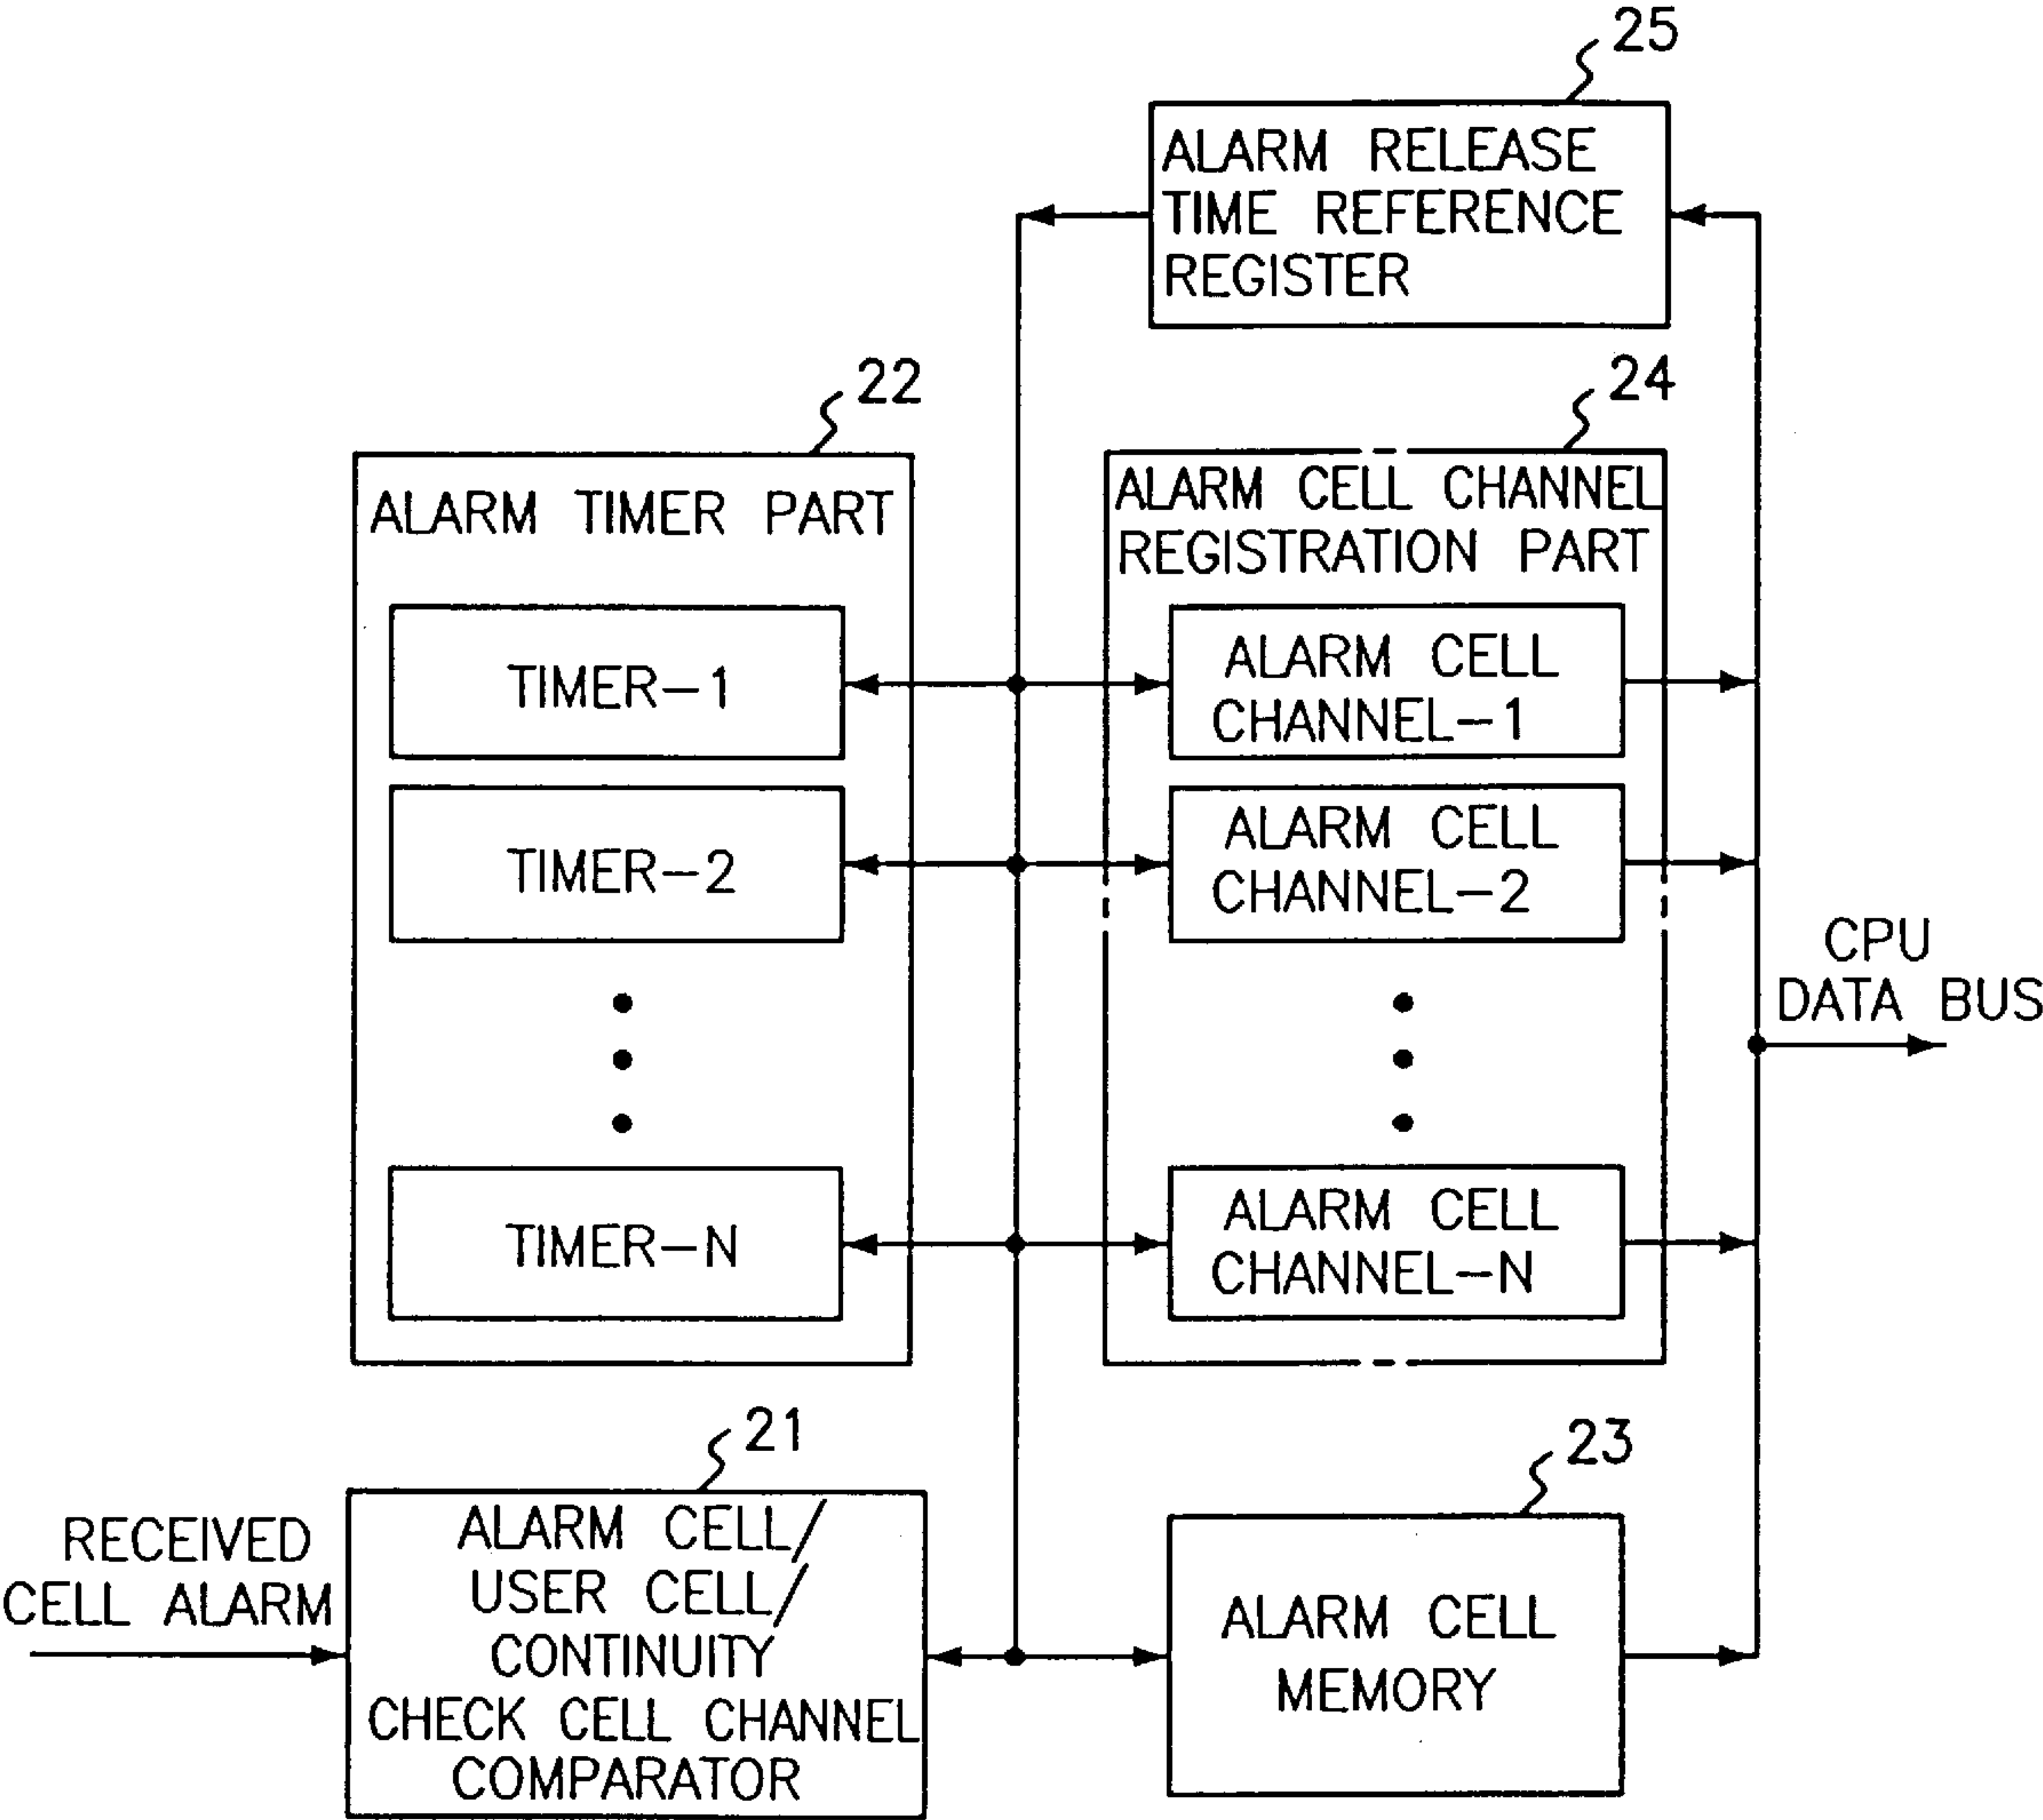 25
ALARM RELEASE
TIME REFERENCE
REGISTER
22
24
ALARM TIMER PART
ALARM CELL CHANNEL
REGISTRATION PART
TIMER-1
ALARM CELL
CHANNEL-1
TIMER-2
ALARM CELL
CHANNEL-2
CPU
DATA BUS
TIMER-N
ALARM CELL
CHANNEL-N
21
23
RECEIVED
CELL ALARM
ALARM CELL/
USER CELL/
CONTINUITY
CHECK CELL CHANNEL
COMPARATOR
ALARM CELL
MEMORY